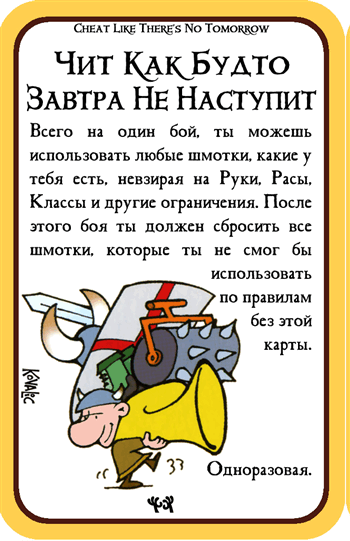 Cheat Like There's No Tomorrow
Чит Как Будто
Завтра Не Наступит
Всего на один бой, ты можешь
использовать любые шмотки, какие у
тебя есть, невзирая на Руки, Расы,
Классы и другие ограничения. После
этого боя ты должен сбросить все
шмотки, которые ты не смог бы
использовать
по правилам
без этой
карты.
Kovalic
Одноразовая.